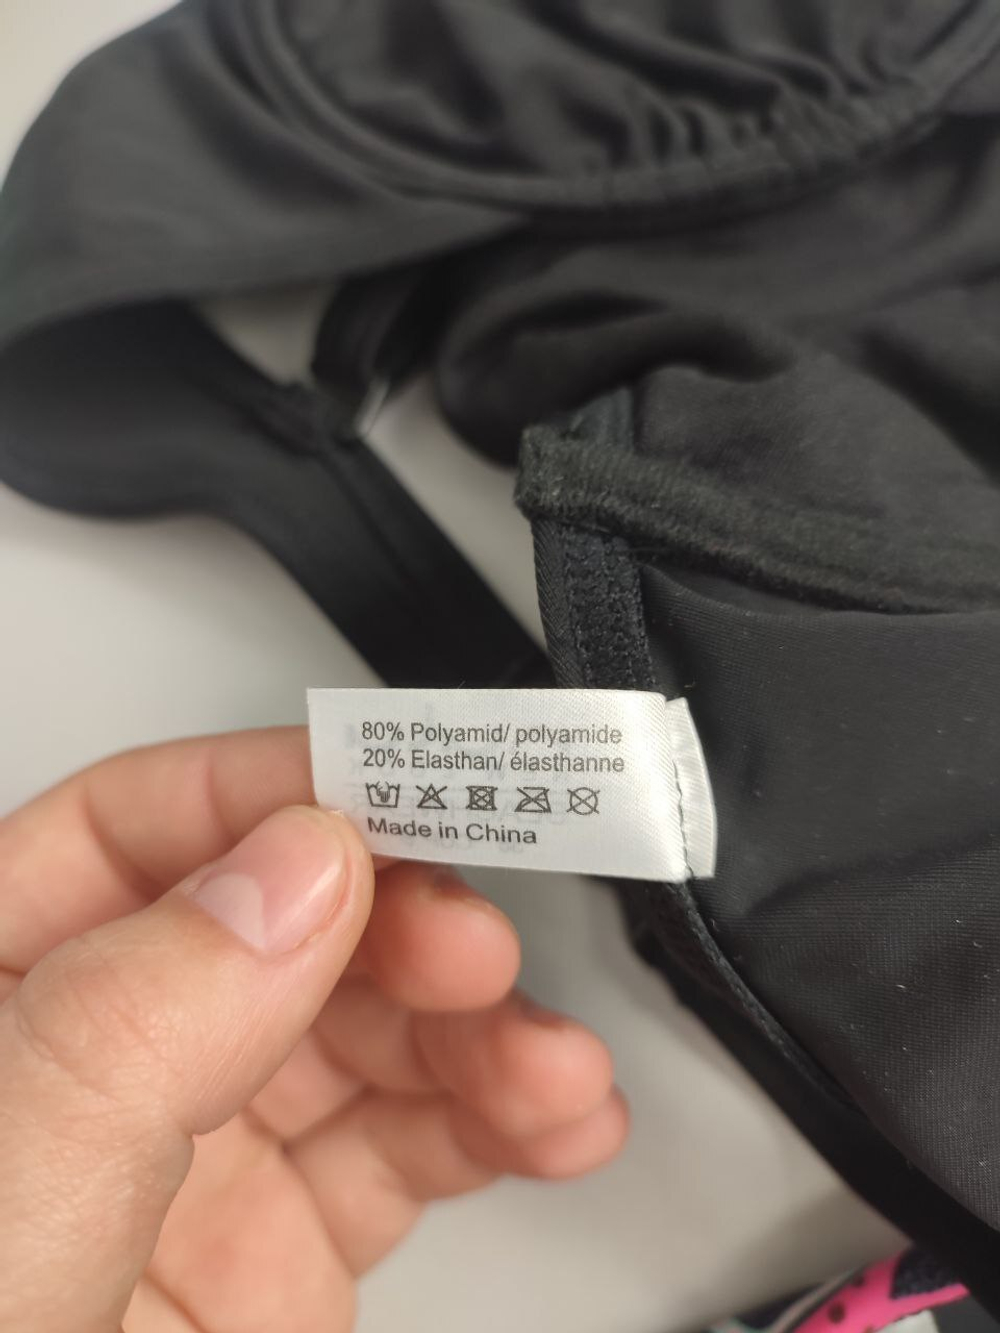 80% Polyamid/ polyamide
20% Elasthan/ élasthanne
Made in China